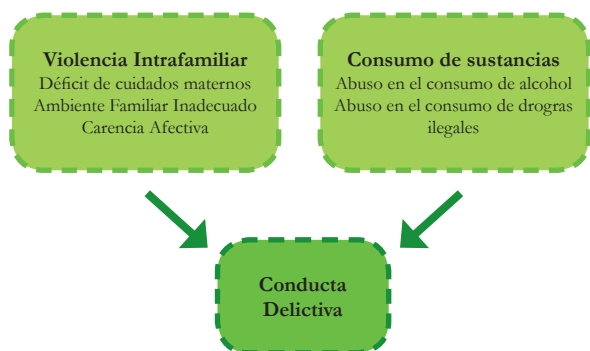 Violencia Intrafamiliar
Déficit de cuidados maternos
Ambiente Familiar Inadecuado
Carencia Afectiva
Consumo de sustancias
Abuso en el consumo de alcohol
Abuso en el consumo de drogras
ilegales
Conducta
Delictiva